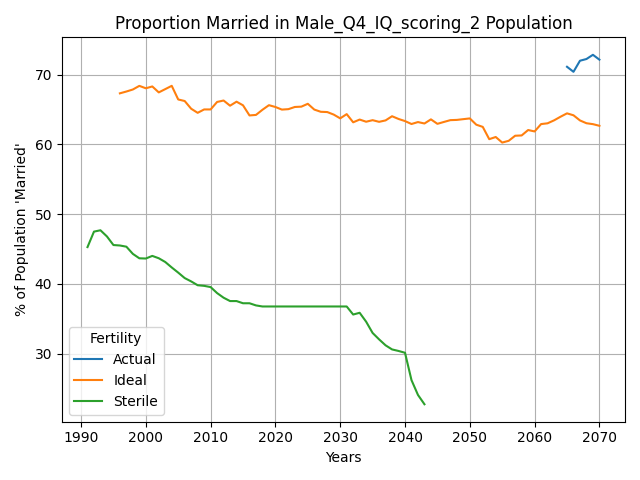 Proportion Married in Male_Q4_IQ_scoring_2 Population
% of Population 'Married'
70
60
50
40
30
Fertility
Actual
Ideal
Sterile
1990 2000 2010 2020 2030 2040 2050 2060 2070
Years